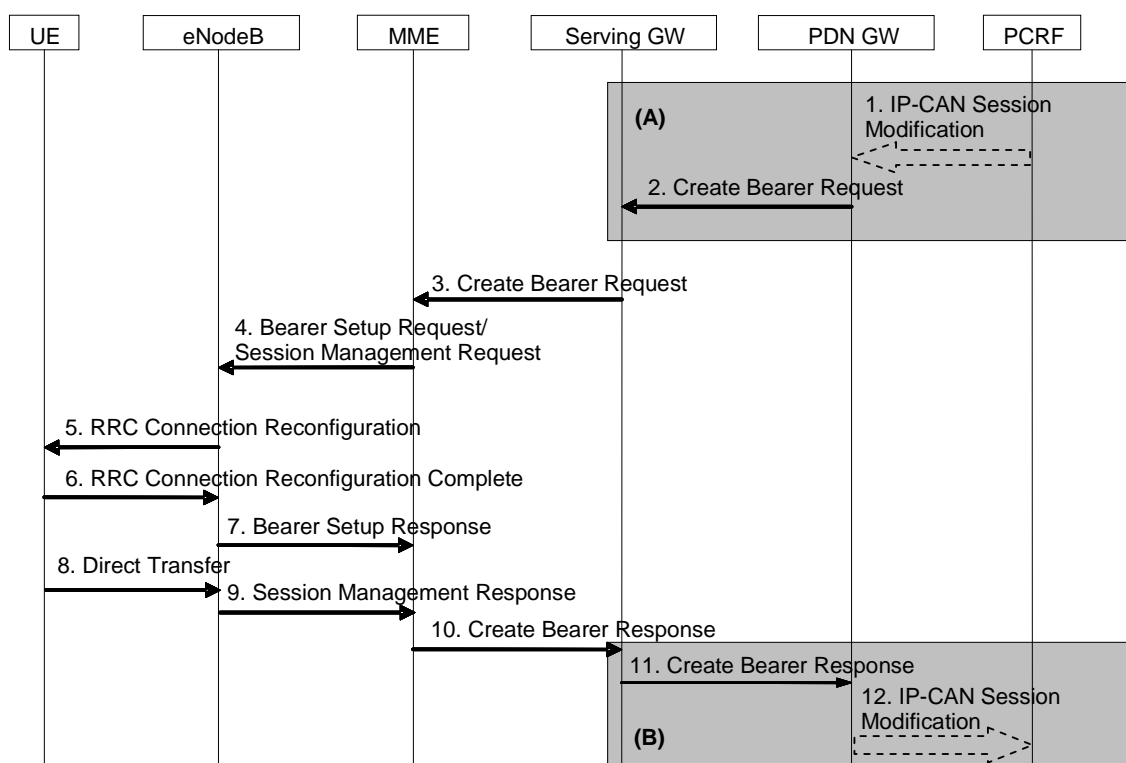 UE eNodeB MME Serving GW PDN GW PCRF
(A)
1. IP-CAN Session
Modification
2. Create Bearer Request
3. Create Bearer Request
4. Bearer Setup Request/
Session Management Request
5. RRC Connection Reconfiguration
6. RRC Connection Reconfiguration Complete
7. Bearer Setup Response
8. Direct Transfer
9. Session Management Response
10. Create Bearer Response
11. Create Bearer Response
12. IP-CAN Session
Modification
(B)